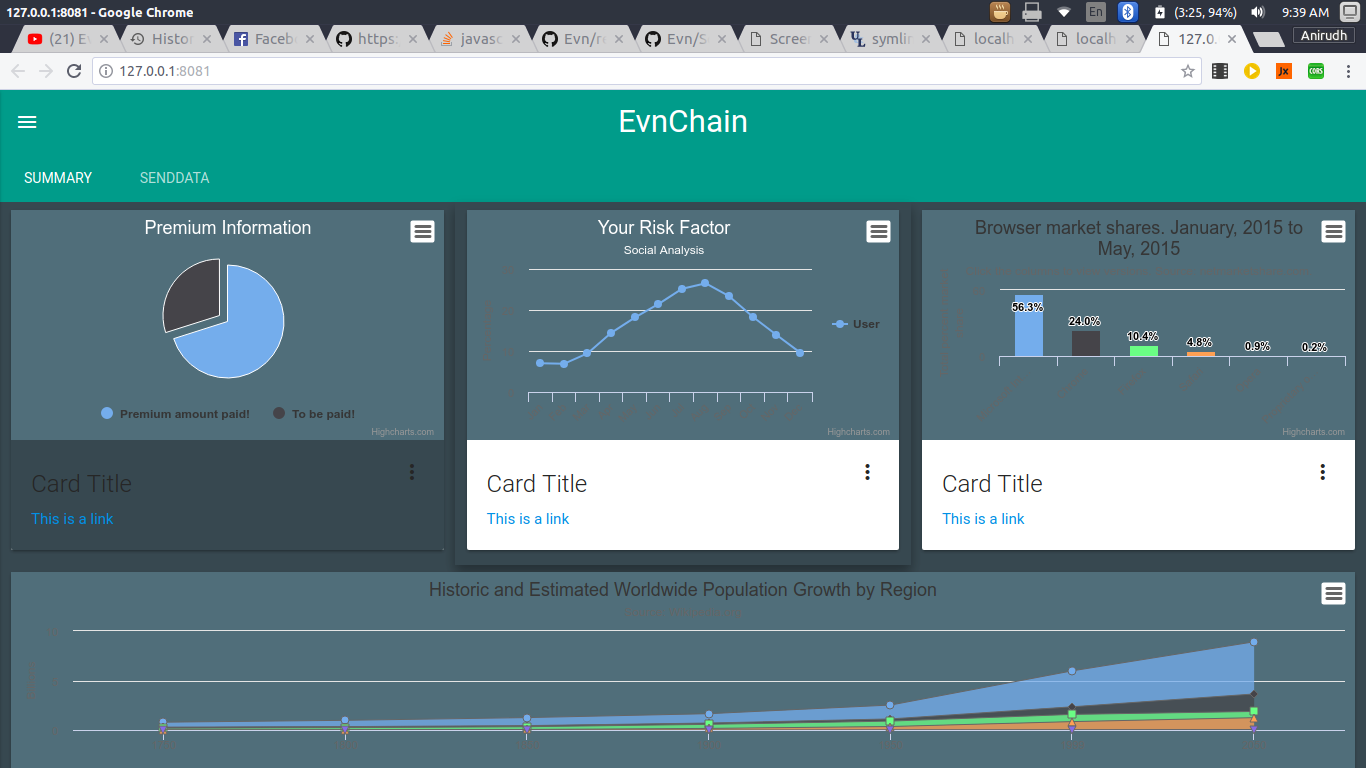 127.0.0.1:8081 - Google Chrome
En
(3:25, 94%)
9:39 AM
(21) E
Histor
Faceb
https:
javasc
Evn/re
Evn/S
Scree
symlin
localh
localh
127.0.
Anirudh
127.0.0.1:8081
Jx
CORS
EvnChain
SUMMARY
SENDDATA
Premium Information
Premium amount paid!
To be paid!
Highcharts.com
Card Title
This is a link
Your Risk Factor
Social Analysis
User
Highcharts.com
Card Title
This is a link
Browser market shares. January, 2015 to
May, 2015
56.3%
24.0%
10.4%
4.8%
0.9%
0.2%
Highcharts.com
Card Title
This is a link
Historic and Estimated Worldwide Population Growth by Region